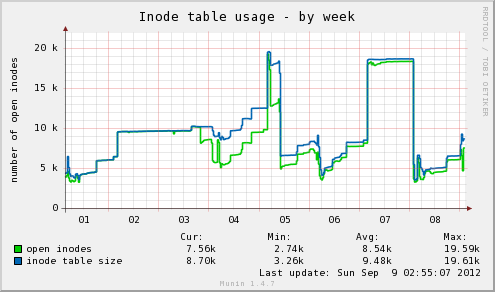 Inode table usage - by week
RRDTOOL / TOBI OETIKER
number of open inodes
20 k
15 k
10 k
5 k
0
01 02 03 04 05 06 07 08
Cur: Min: Avg: Max:
open inodes 7.56k 2.74k 8.54k 19.59k
inode table size 8.70k 3.26k 9.48k 19.61k
Last update: Sun Sep 9 02:55:07 2012
Munin 1.4.7